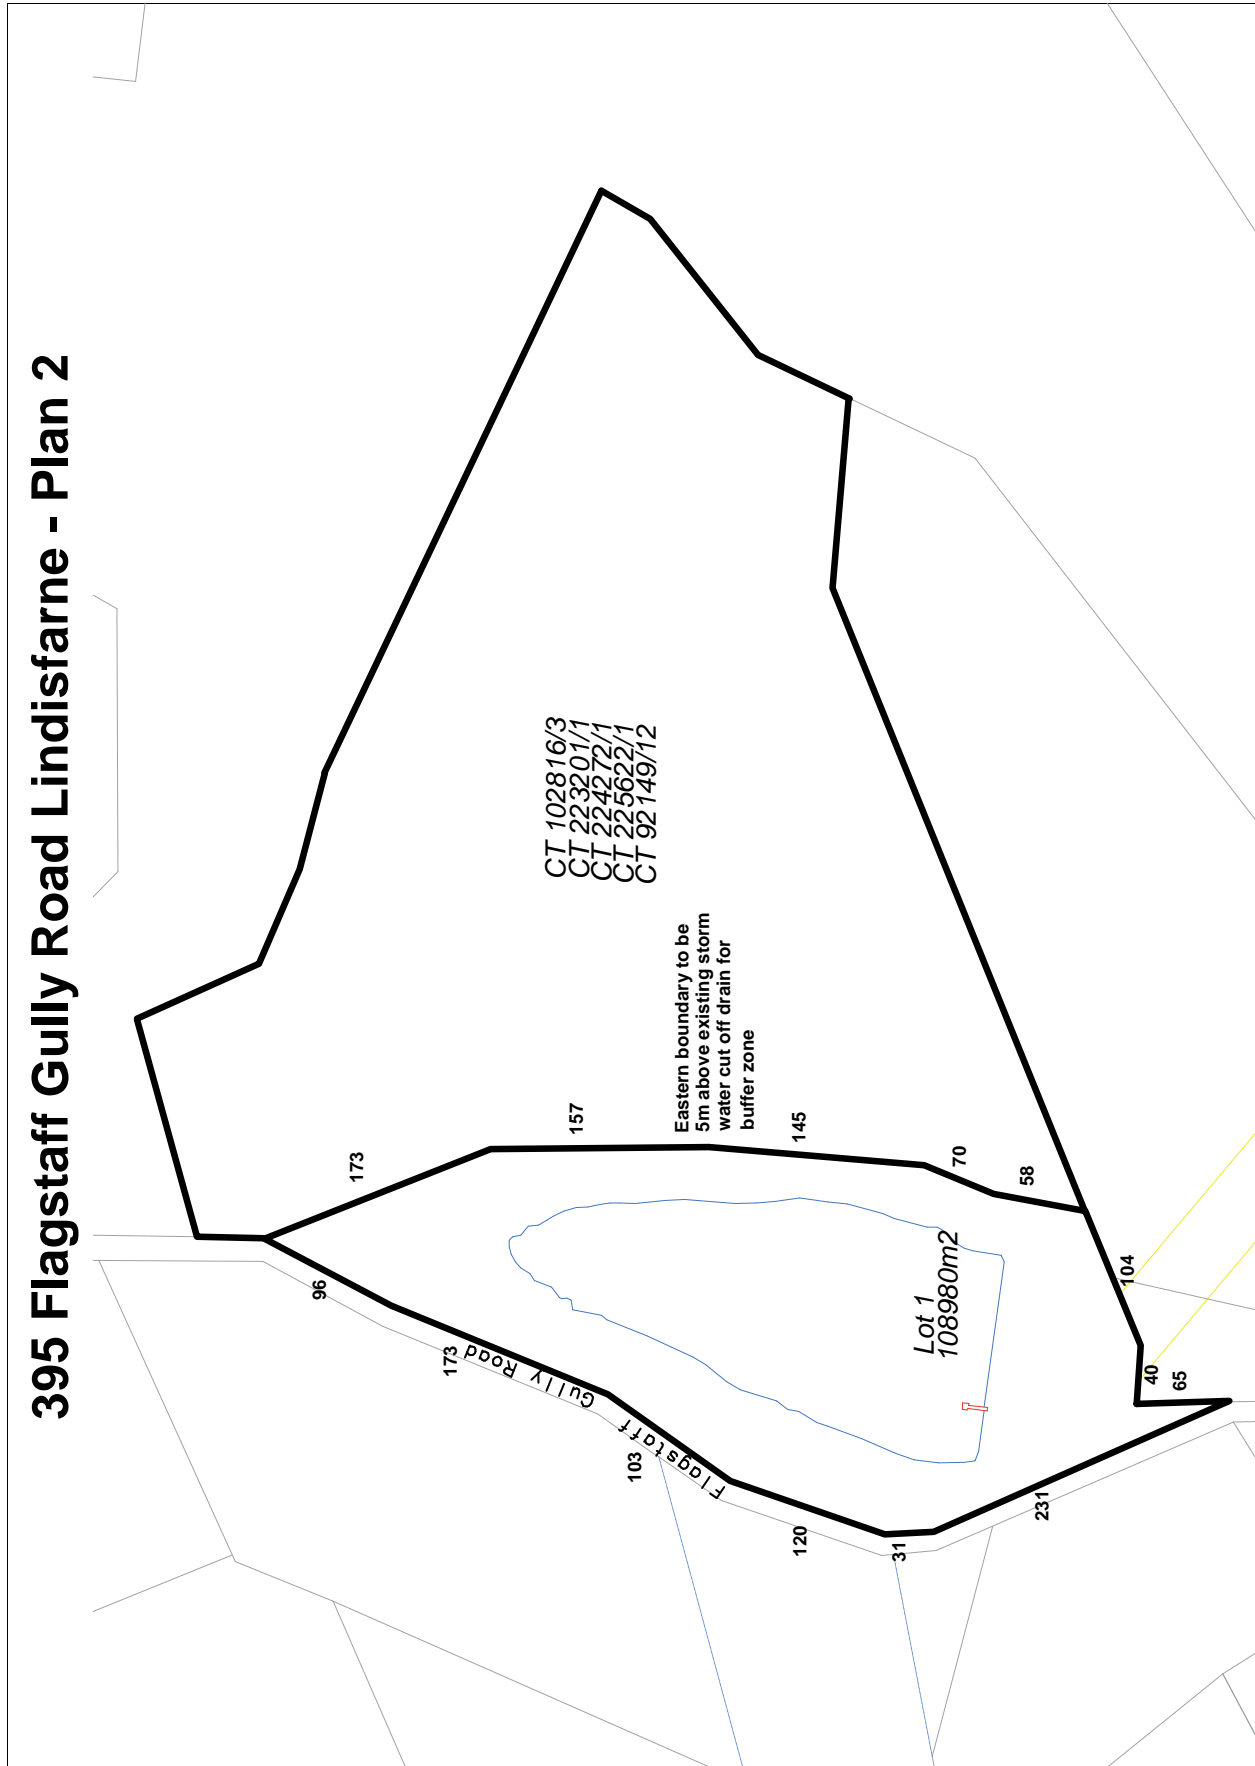 395 Flagstaff Gully Road Lindisfarne - Plan 2
CT 102816/3
CT 223201/1
CT 224272/1
CT 225622/1
CT 92149/12
Eastern boundary to be
5m above existing storm
water cut off drain for
buffer zone
173
157
145
70
58
96
173
Flagstaff Gully Road
103
120
31
231
Lot 1
108980m2
104
40
65